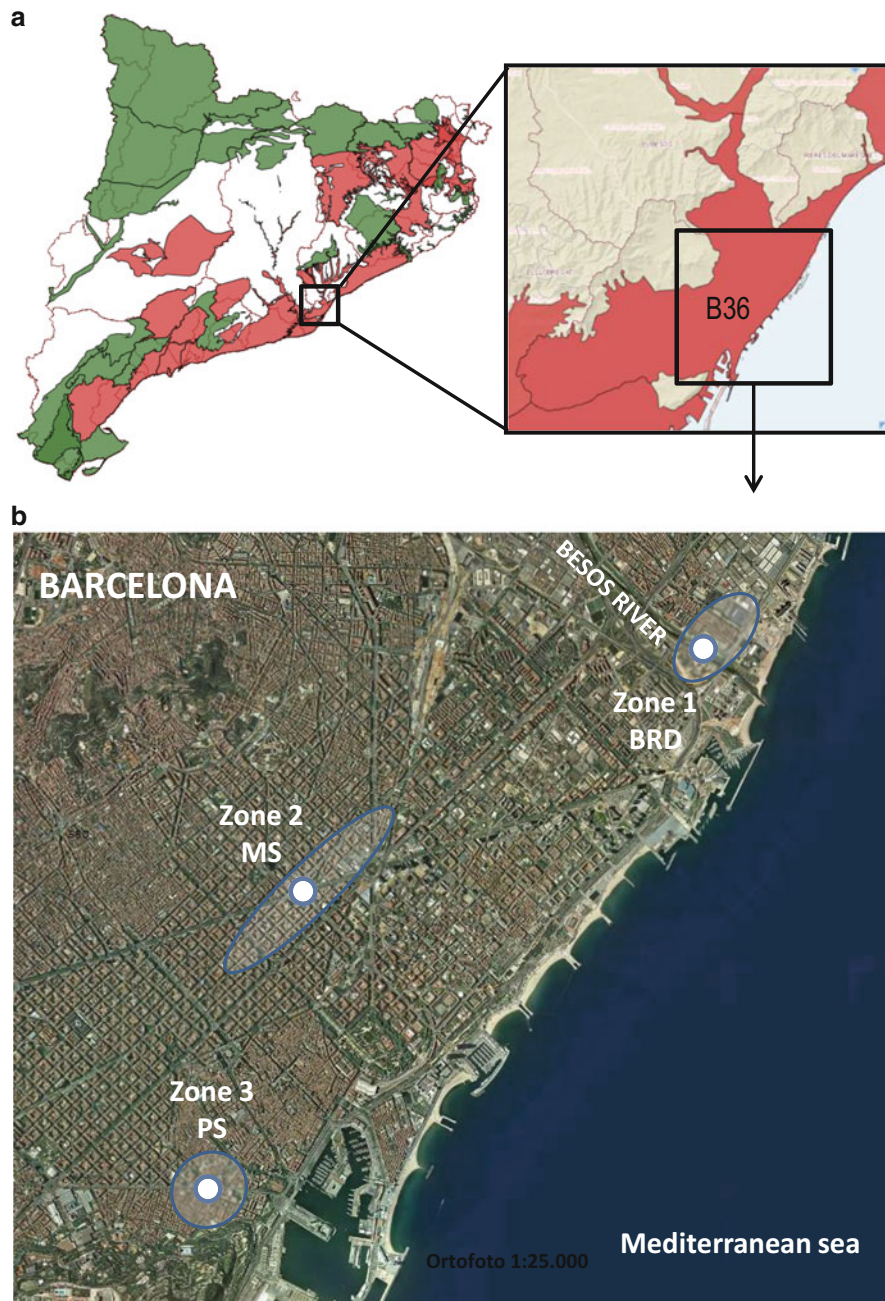 a
B36
b
BARCELONA
BESOS RIVER
Zone 1
BRD
Zone 2
MS
Zone 3
PS
Ortofoto 1:25.000
Mediterranean sea